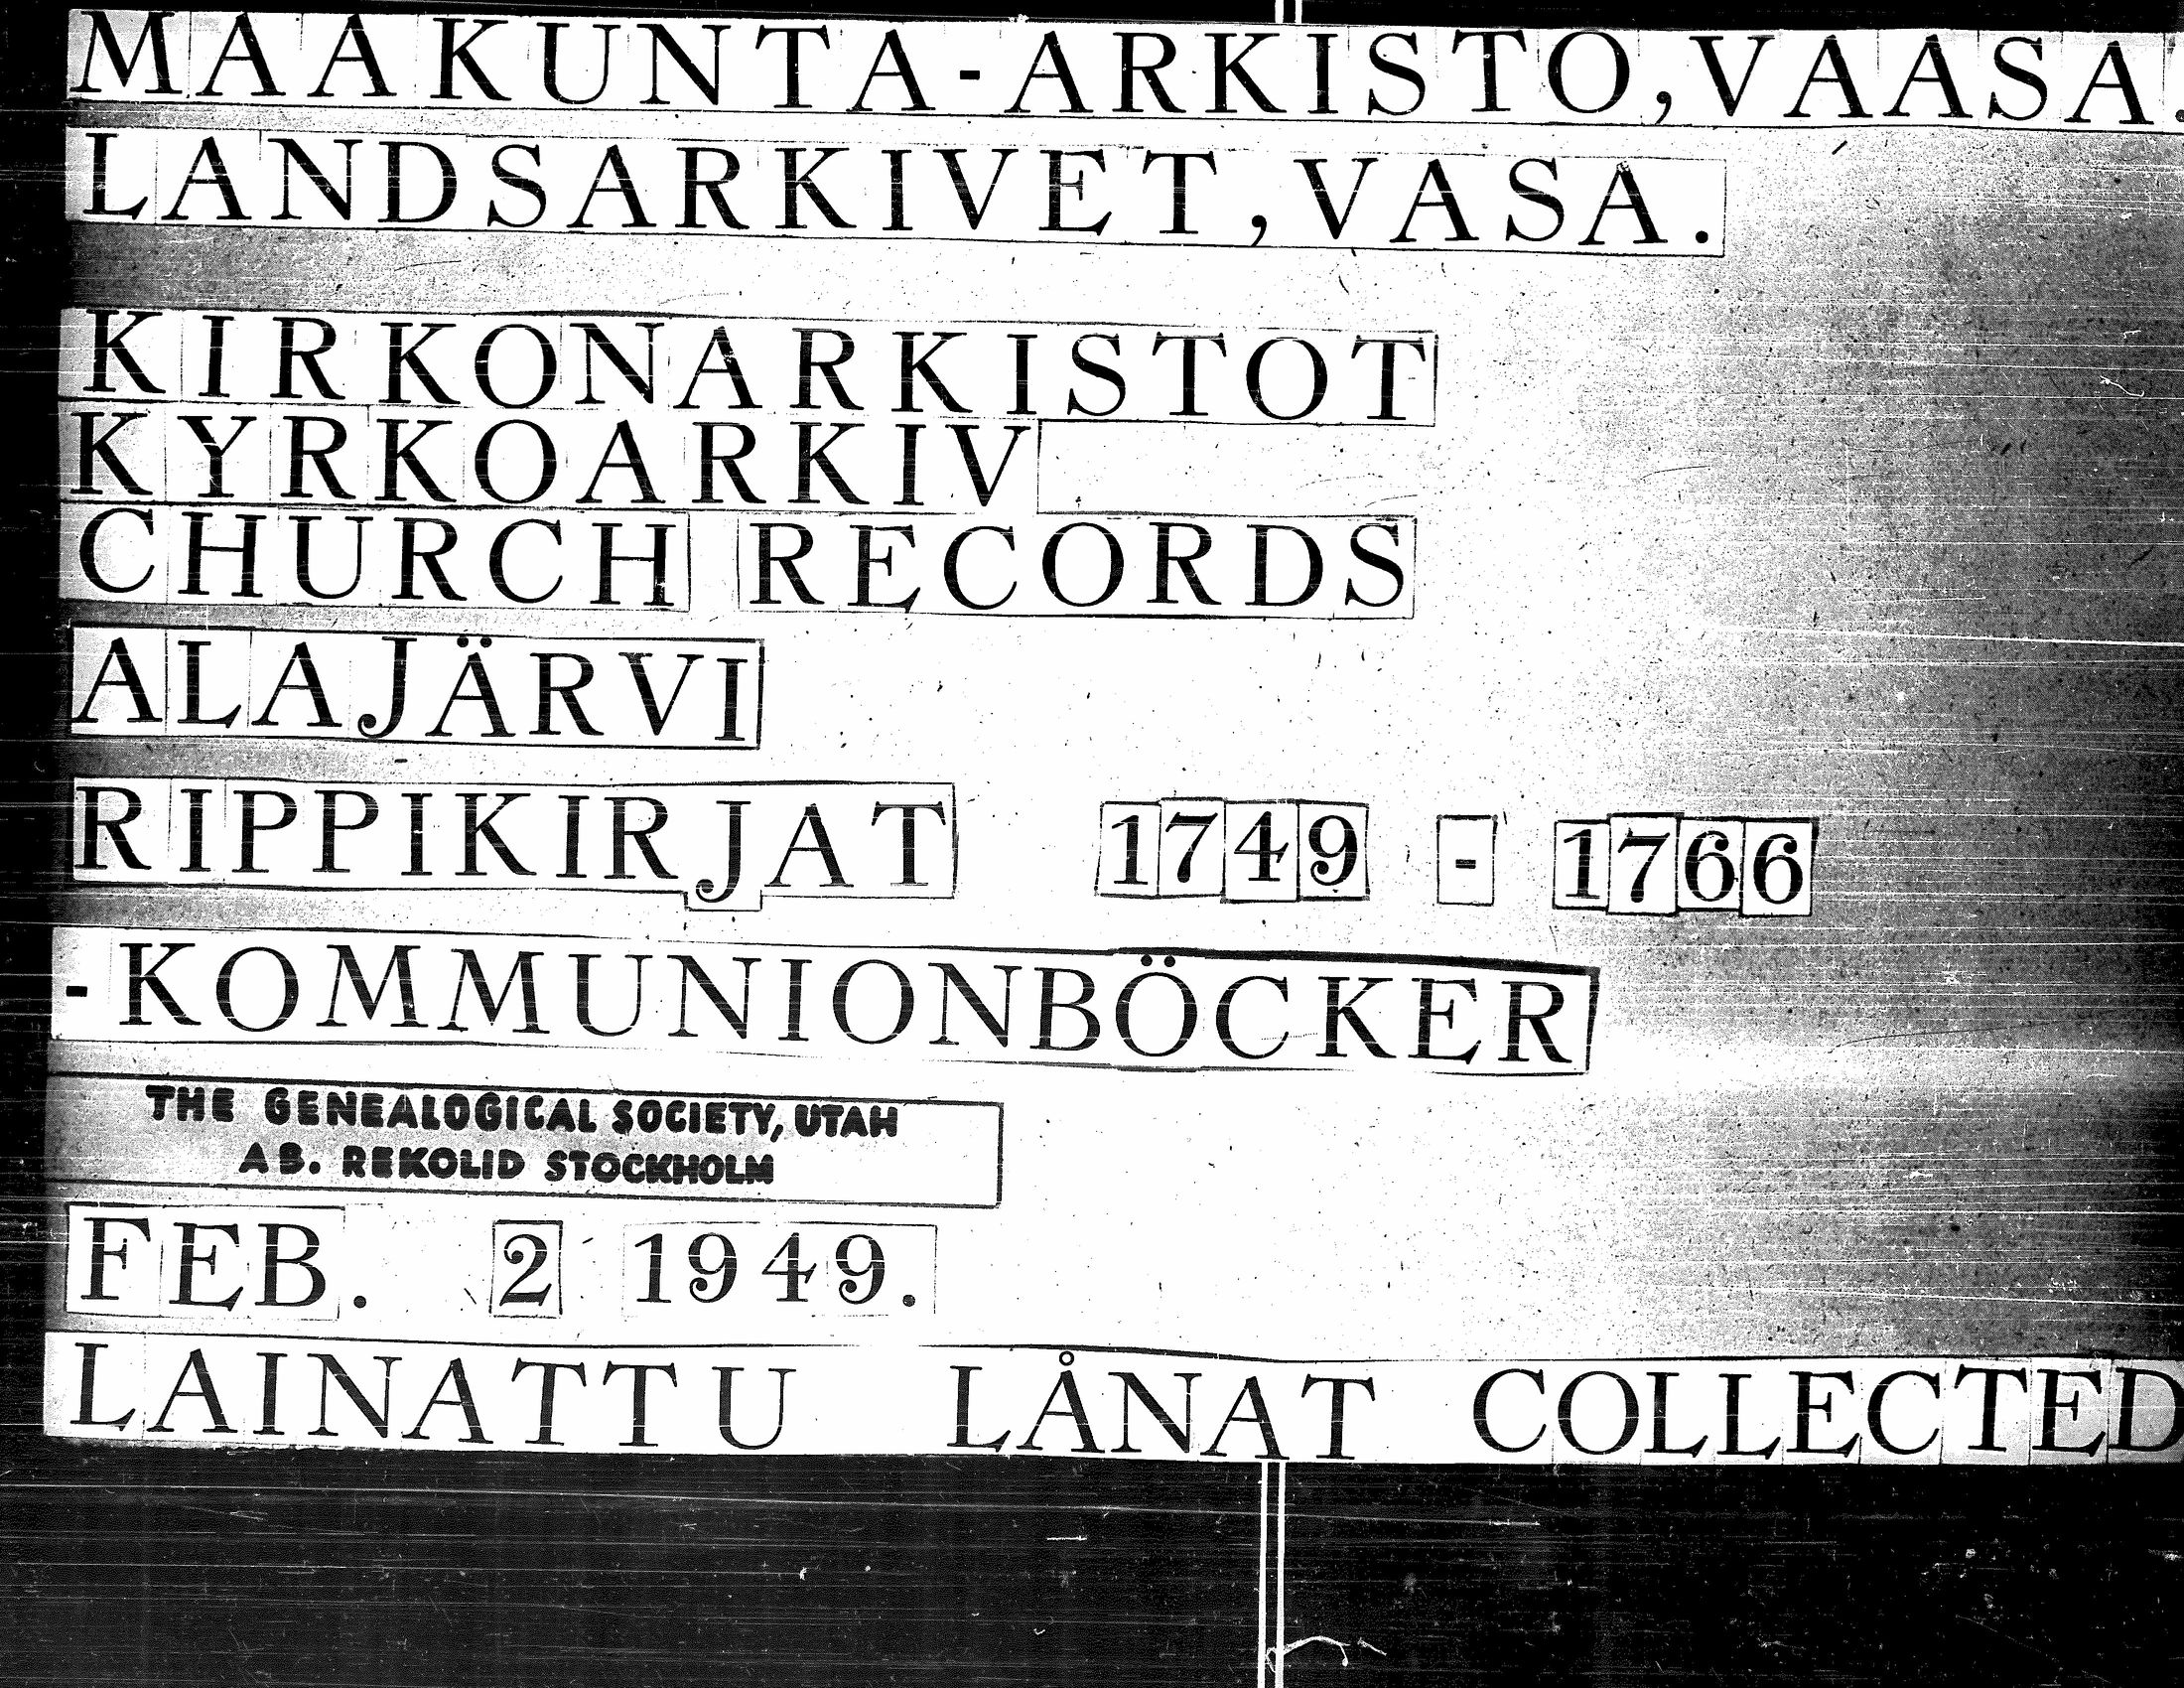 MAAKUNTA-ARKISTO, VAASA.
LANDSARKIVET, VASA.
KIRKONARKISTOT
KYRKOARKIV
CHURCH RECORDS
ALAJÄRVI
RIPPIKIRJAT 1749 - 1766
-KOMMUNIONBÖCKER
THE GENEALOGICAL SOCIETY, UTAH
AB. REKOLID STOCKHOLM
FEB. 2 1949.
LAINATTU LÅNAT COLLECTED